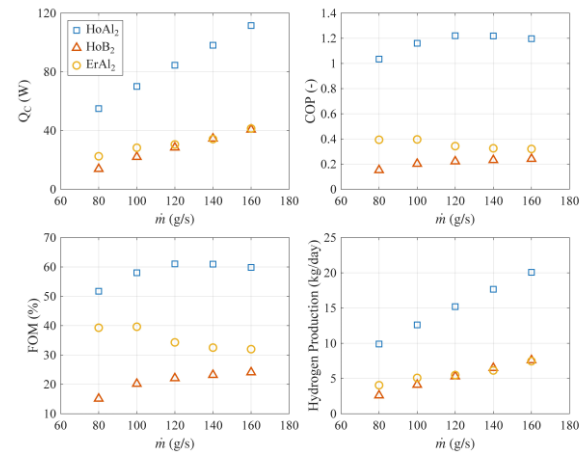 120
80
40
0
Q_C (W)
HoAl₂
HoB₂
ErAl₂
60 80 100 120 140 160 180
ṁ (g/s)
1.4
1.2
1
0.8
0.6
0.4
0.2
0
COP (-)
60 80 100 120 140 160 180
ṁ (g/s)
70
60
50
40
30
20
10
FOM (%)
60 80 100 120 140 160 180
ṁ (g/s)
25
20
15
10
5
0
Hydrogen Production (kg/day)
60 80 100 120 140 160 180
ṁ (g/s)